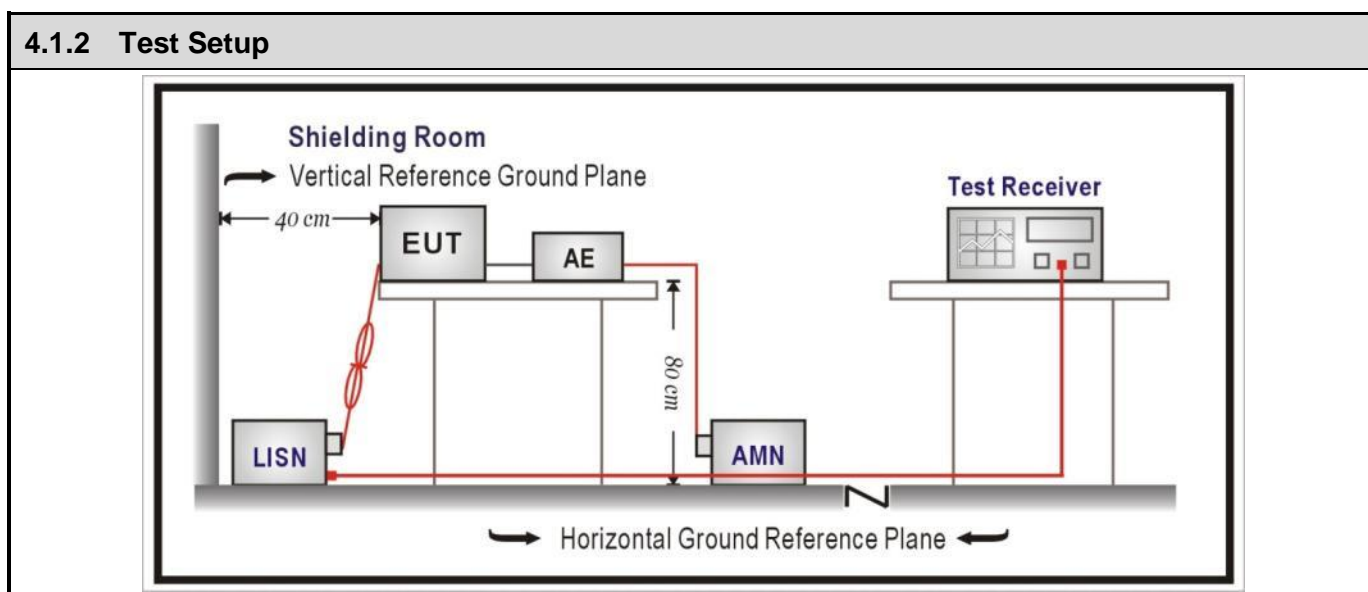 4.1.2 Test Setup
Shielding Room
Vertical Reference Ground Plane
40 cm
EUT
AE
Test Receiver
80 cm
LISN
AMN
Horizontal Ground Reference Plane